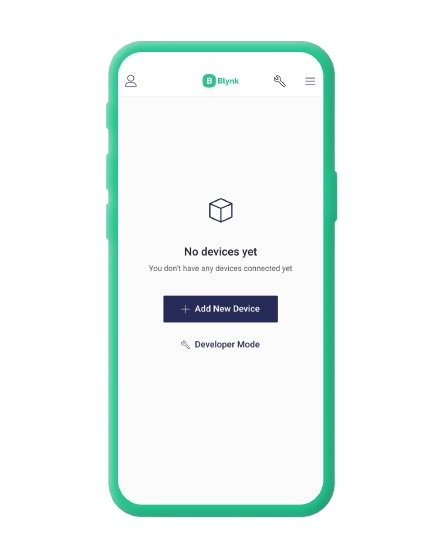 B Blynk
No devices yet
You don't have any devices connected yet
Add New Device
Developer Mode